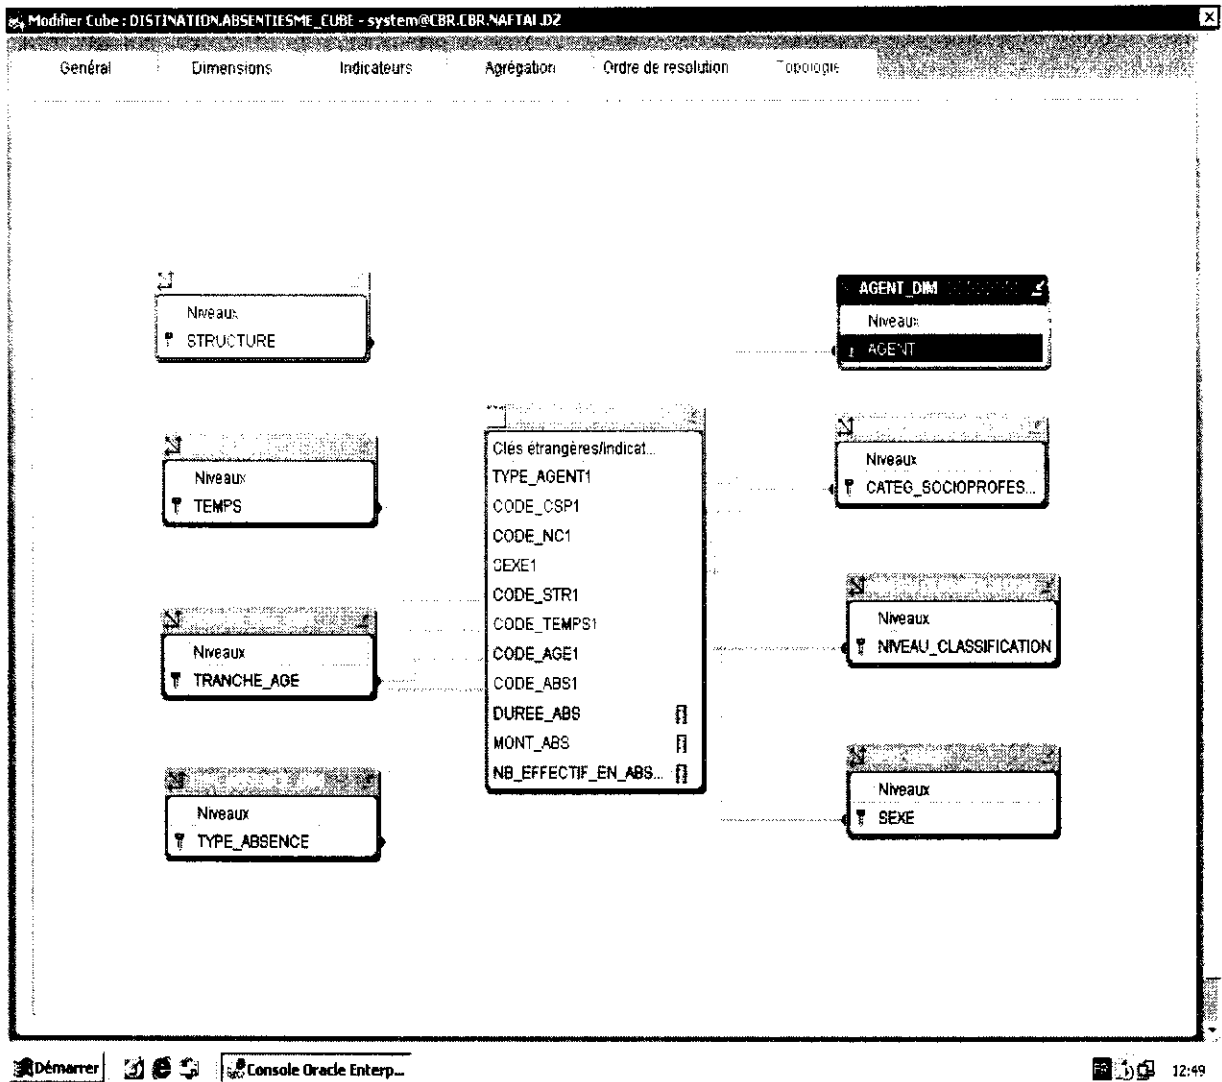 Modifier Cube : DISTINATION.ABSENTIESME_CUBE - system@CBR.CBR.NAFTAL.DZ
Général Dimensions Indicateurs Agrégation Ordre de resolution Topologie
Niveaux
STRUCTURE
AGENT_DIM
Niveaux
AGENT
Niveaux
TEMPS
Clés étrangères/indicat...
TYPE_AGENT1
CODE_CSP1
CODE_NC1
SEXE1
CODE_STR1
CODE_TEMPS1
CODE_AGE1
CODE_ABS1
DUREE_ABS
MONT_ABS
NB_EFFECTIF_EN_ABS...
Niveaux
CATEG_SOCIOPROFES...
Niveaux
TRANCHE_AGE
Niveaux
NIVEAU_CLASSIFICATION
Niveaux
TYPE_ABSENCE
Niveaux
SEXE
Démarrer Console Oracle Enterp... 12:49